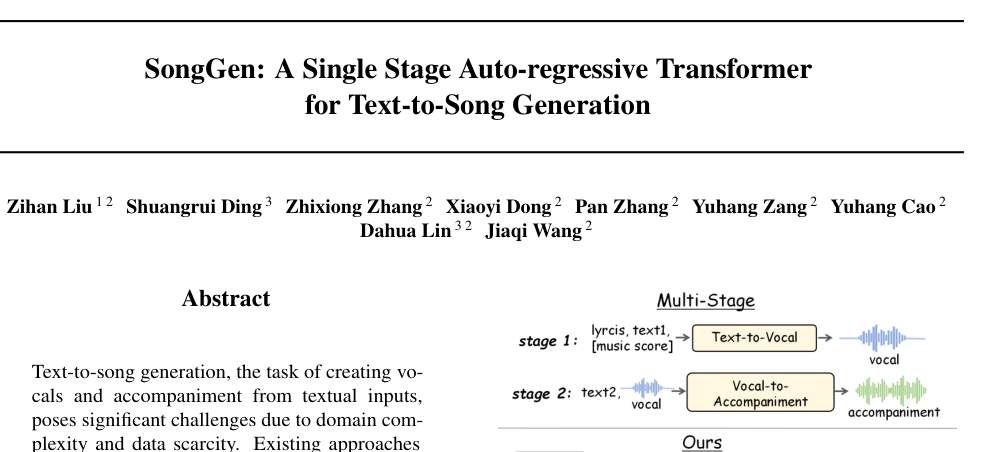 SongGen: A Single Stage Auto-regressive Transformer
for Text-to-Song Generation
Zihan Liu 1 2 Shuangrui Ding 3 Zhixiong Zhang 2 Xiaoyi Dong 2 Pan Zhang 2 Yuhang Zang 2 Yuhang Cao 2
Dahua Lin 3 2 Jiaqi Wang 2
Abstract
Text-to-song generation, the task of creating vo-
cals and accompaniment from textual inputs,
poses significant challenges due to domain com-
plexity and data scarcity. Existing approaches
Multi-Stage
stage 1: lyrcis, text1,
[music score]
Text-to-Vocal
vocal
stage 2: text2,
vocal
Vocal-to-
Accompaniment
accompaniment
Ours